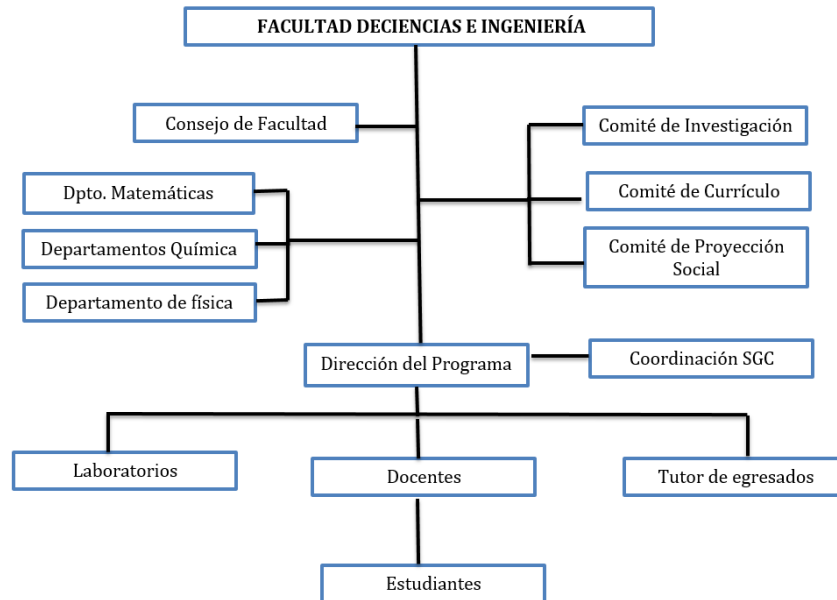 FACULTAD DECIENCIAS E INGENIERÍA
Consejo de Facultad
Comité de Investigación
Dpto. Matemáticas
Comité de Currículo
Departamentos Química
Comité de Proyección
Social
Departamento de física
Dirección del Programa
Coordinación SGC
Laboratorios
Docentes
Tutor de egresados
Estudiantes